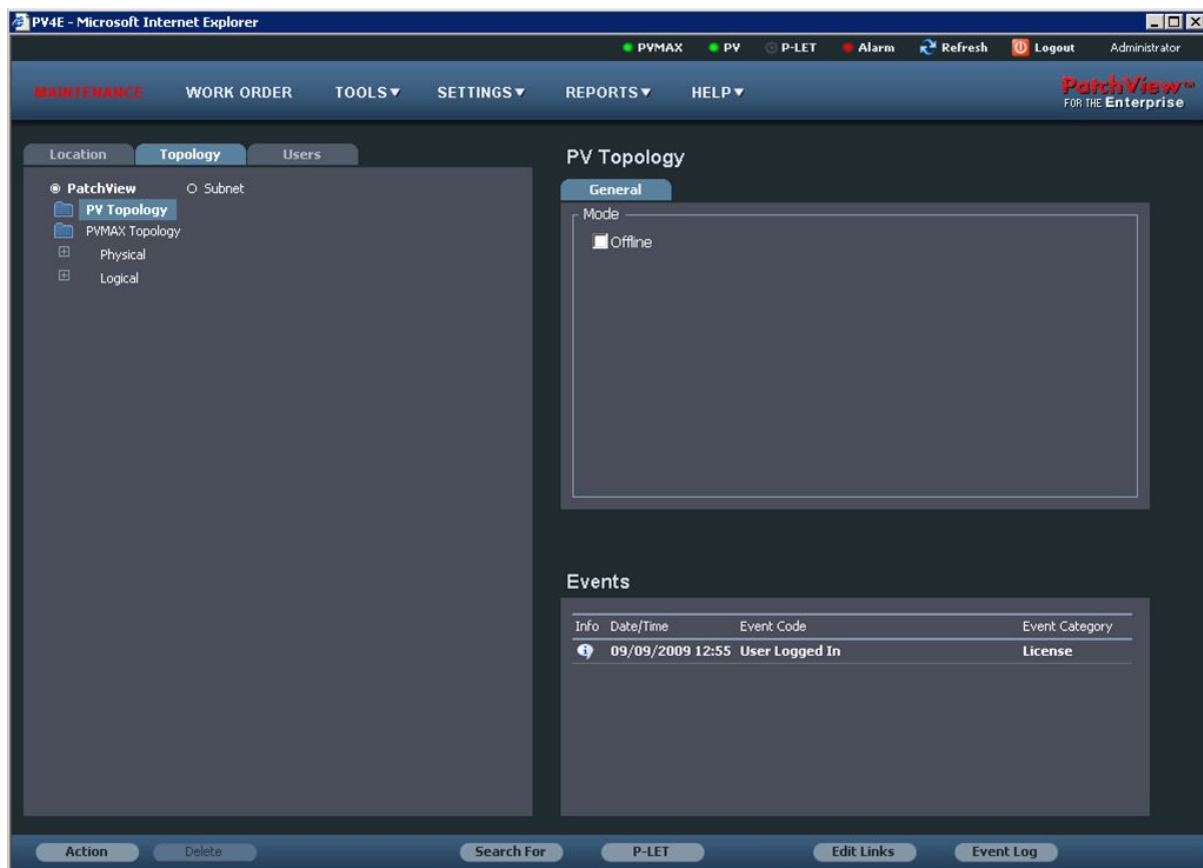 PV4E - Microsoft Internet Explorer
PVMAX PV P-LET Alarm Refresh Logout Administrator
MAINTENANCE WORK ORDER TOOLS▼ SETTINGS▼ REPORTS▼ HELP▼
PatchView™
FOR THE Enterprise
Location Topology Users
PatchView Subnet
PV Topology
PVMAX Topology
Physical
Logical
PV Topology
General
Mode
Offline
Events
Info Date/Time Event Code Event Category
09/09/2009 12:55 User Logged In License
Action Delete Search For P-LET Edit Links Event Log